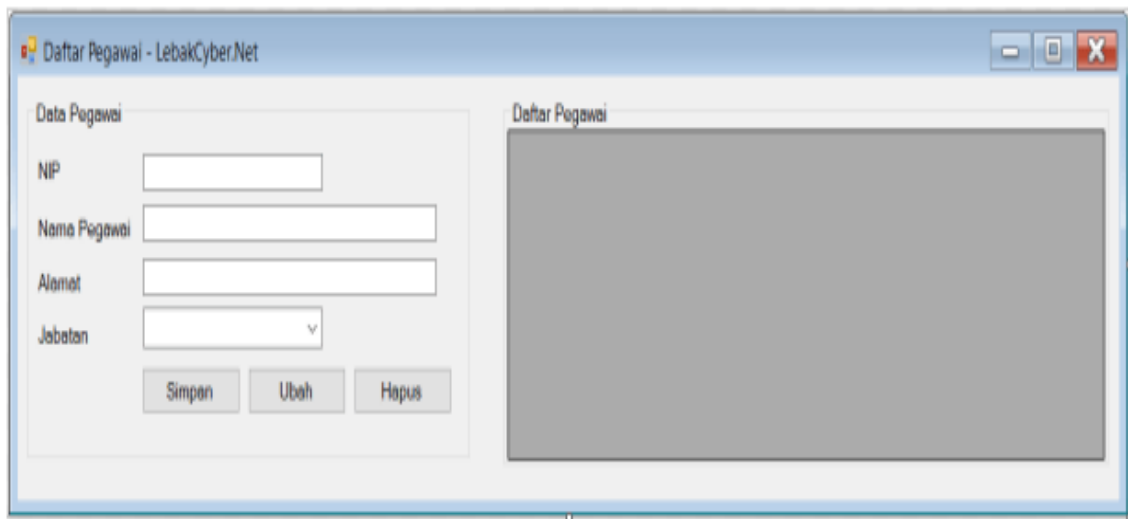 Daftar Pegawai - LebakCyber.Net
Data Pegawai
NIP
Nama Pegawai
Alamat
Jabatan
Simpan Ubah Hapus
Daftar Pegawai